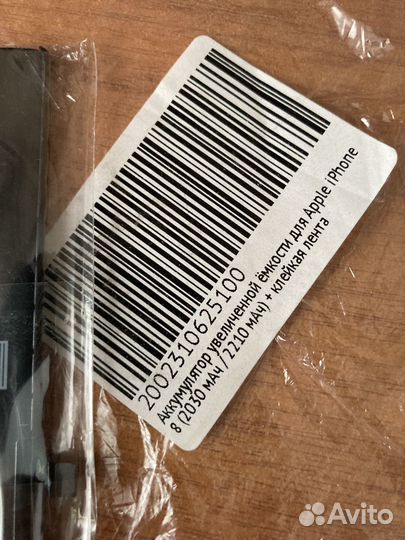 2002310625100
Аккумулятор увеличенной ёмкости для Apple iPhone
8 (2030 мАч / 2210 мАч) + клейкая лента
Avito